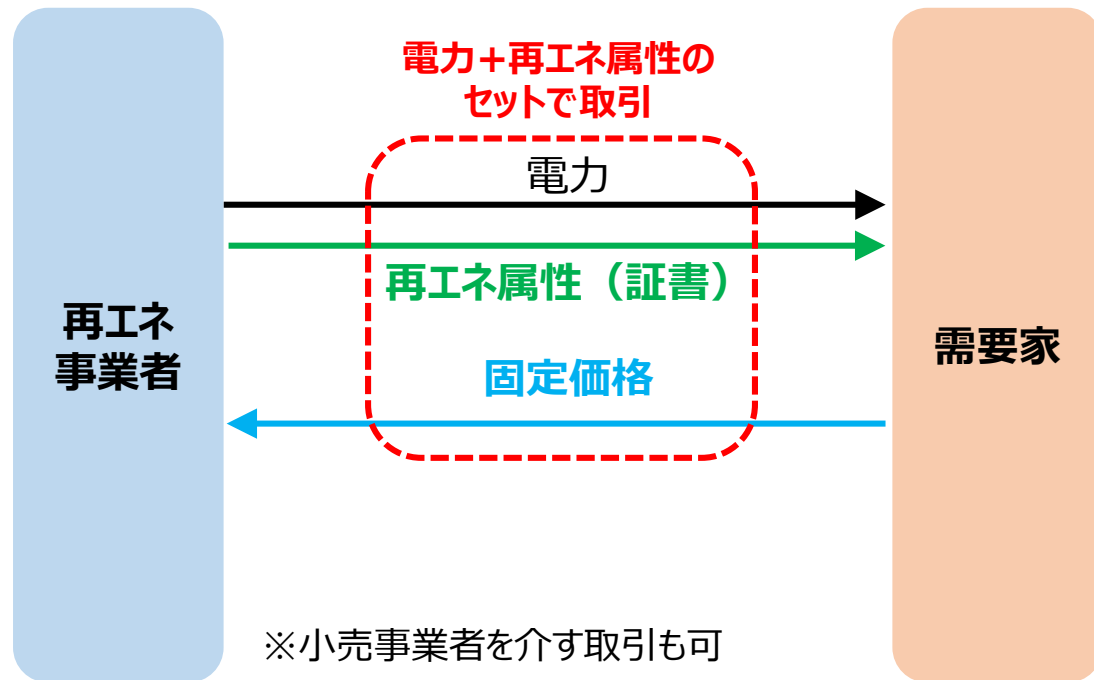 電力+再エネ属性の
セットで取引
電力
再エネ属性（証書）
再エネ
事業者
固定価格
需要家
※小売事業者を介す取引も可